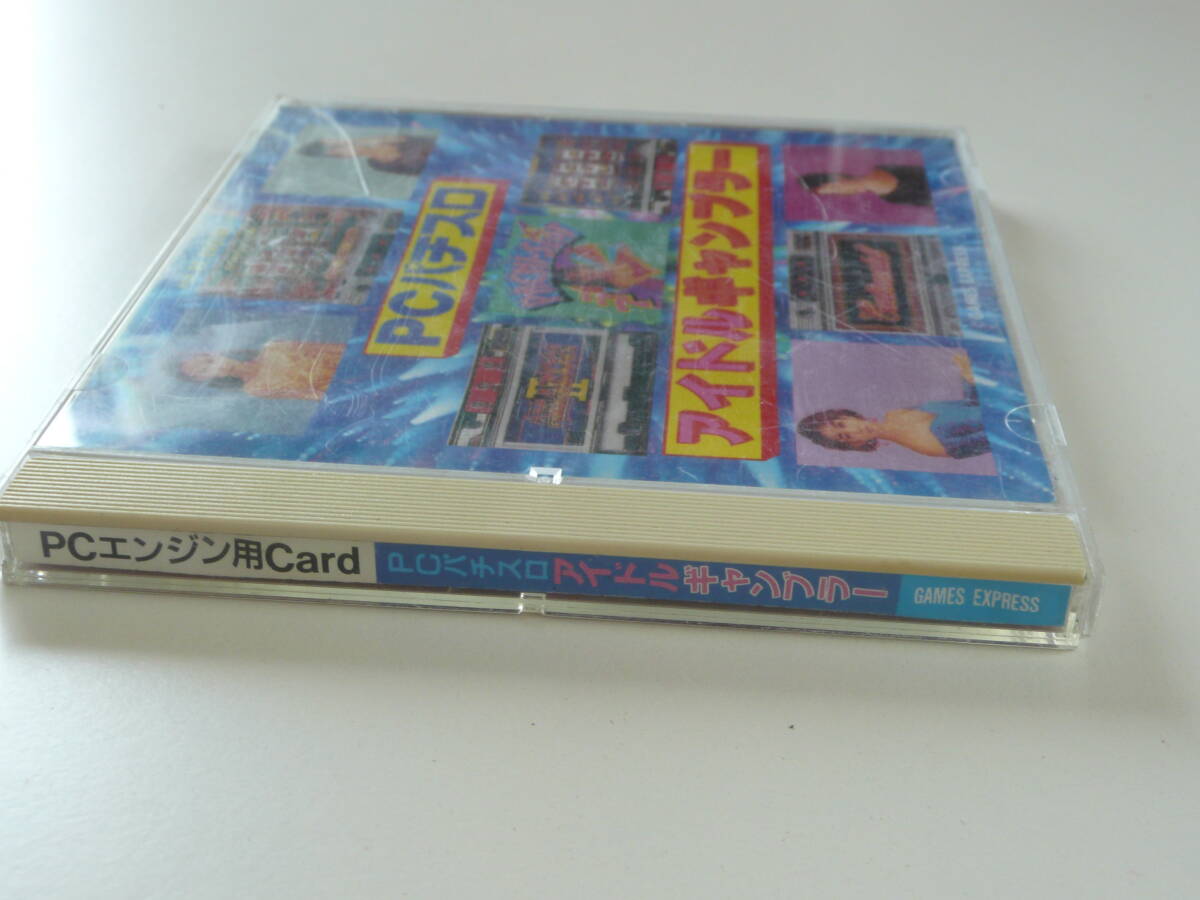 PCパチスロ
アイドルギャンブラー
GAMES EXPRESS
PCエンジン用Card
PCパチスロアイドルギャンブラー
GAMES EXPRESS